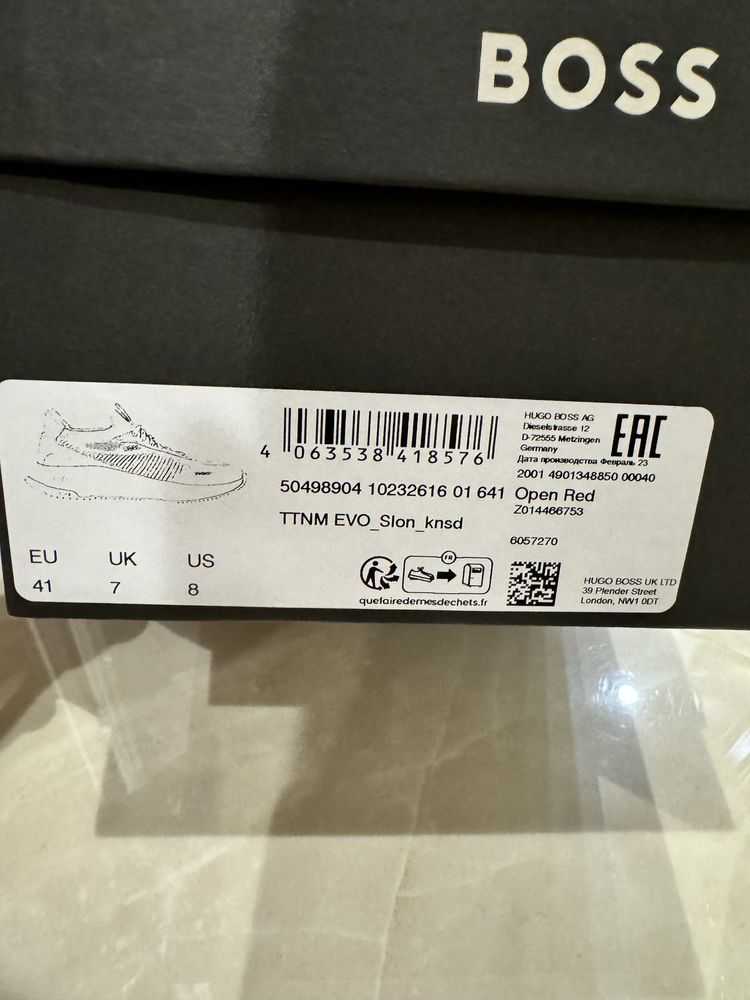 BOSS
4 063538 418576
50498904 10232616 01 641 Open Red
TTNM EVO_Slon_knsd
HUGO BOSS AG
Dieselstrasse 12
D-72555 Metzingen
Germany
Дата производства Февраль 23
EAC
2001 4901348850 00040
Z014466753
6057270
EU UK US
41 7 8
FR
quefairedemesdechets.fr
HUGO BOSS UK LTD
39 Plender Street
London, NW1 0DT